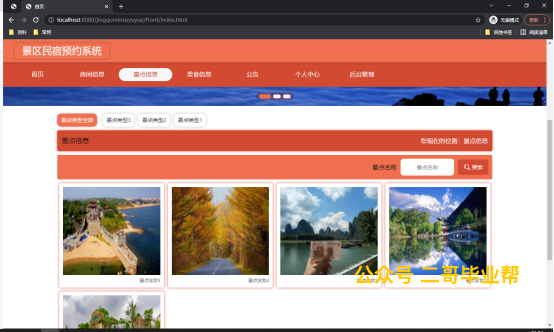 首页
localhost:8080/jingquminsuyuyue/front/index.html
无痕模式
更新
资料
常用
其他书签
阅读清单
景区民宿预约系统
首页
房间信息
景点信息
美食信息
公告
个人中心
后台管理
景点类型全部
景点类型3
景点类型2
景点类型1
景点信息
您现在的位置：景点信息
景点名称
景点名称
搜索
景点名称5
景点名称4
公众号 二哥毕业帮